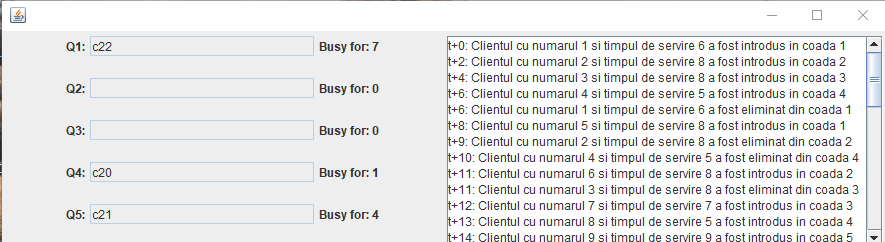 Q1: c22 Busy for: 7
Q2: Busy for: 0
Q3: Busy for: 0
Q4: c20 Busy for: 1
Q5: c21 Busy for: 4
t+0: Clientul cu numarul 1 si timpul de servire 6 a fost introdus in coada 1
t+2: Clientul cu numarul 2 si timpul de servire 8 a fost introdus in coada 2
t+4: Clientul cu numarul 3 si timpul de servire 8 a fost introdus in coada 3
t+6: Clientul cu numarul 4 si timpul de servire 5 a fost introdus in coada 4
t+6: Clientul cu numarul 1 si timpul de servire 6 a fost eliminat din coada 1
t+8: Clientul cu numarul 5 si timpul de servire 8 a fost introdus in coada 1
t+9: Clientul cu numarul 2 si timpul de servire 8 a fost eliminat din coada 2
t+10: Clientul cu numarul 4 si timpul de servire 5 a fost eliminat din coada 4
t+11: Clientul cu numarul 6 si timpul de servire 8 a fost introdus in coada 2
t+11: Clientul cu numarul 3 si timpul de servire 8 a fost eliminat din coada 3
t+12: Clientul cu numarul 7 si timpul de servire 7 a fost introdus in coada 3
t+13: Clientul cu numarul 8 si timpul de servire 5 a fost introdus in coada 4
t+14: Clientul cu numarul 9 si timpul de servire 9 a fost introdus in coada 5